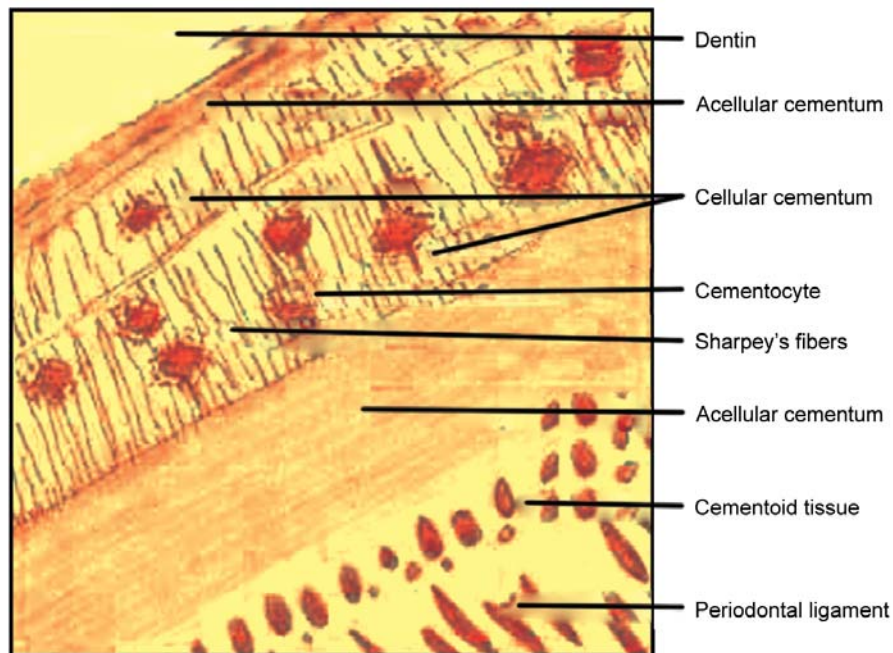 Dentin
Acellular cementum
Cellular cementum
Cementocyte
Sharpey's fibers
Acellular cementum
Cementoid tissue
Periodontal ligament